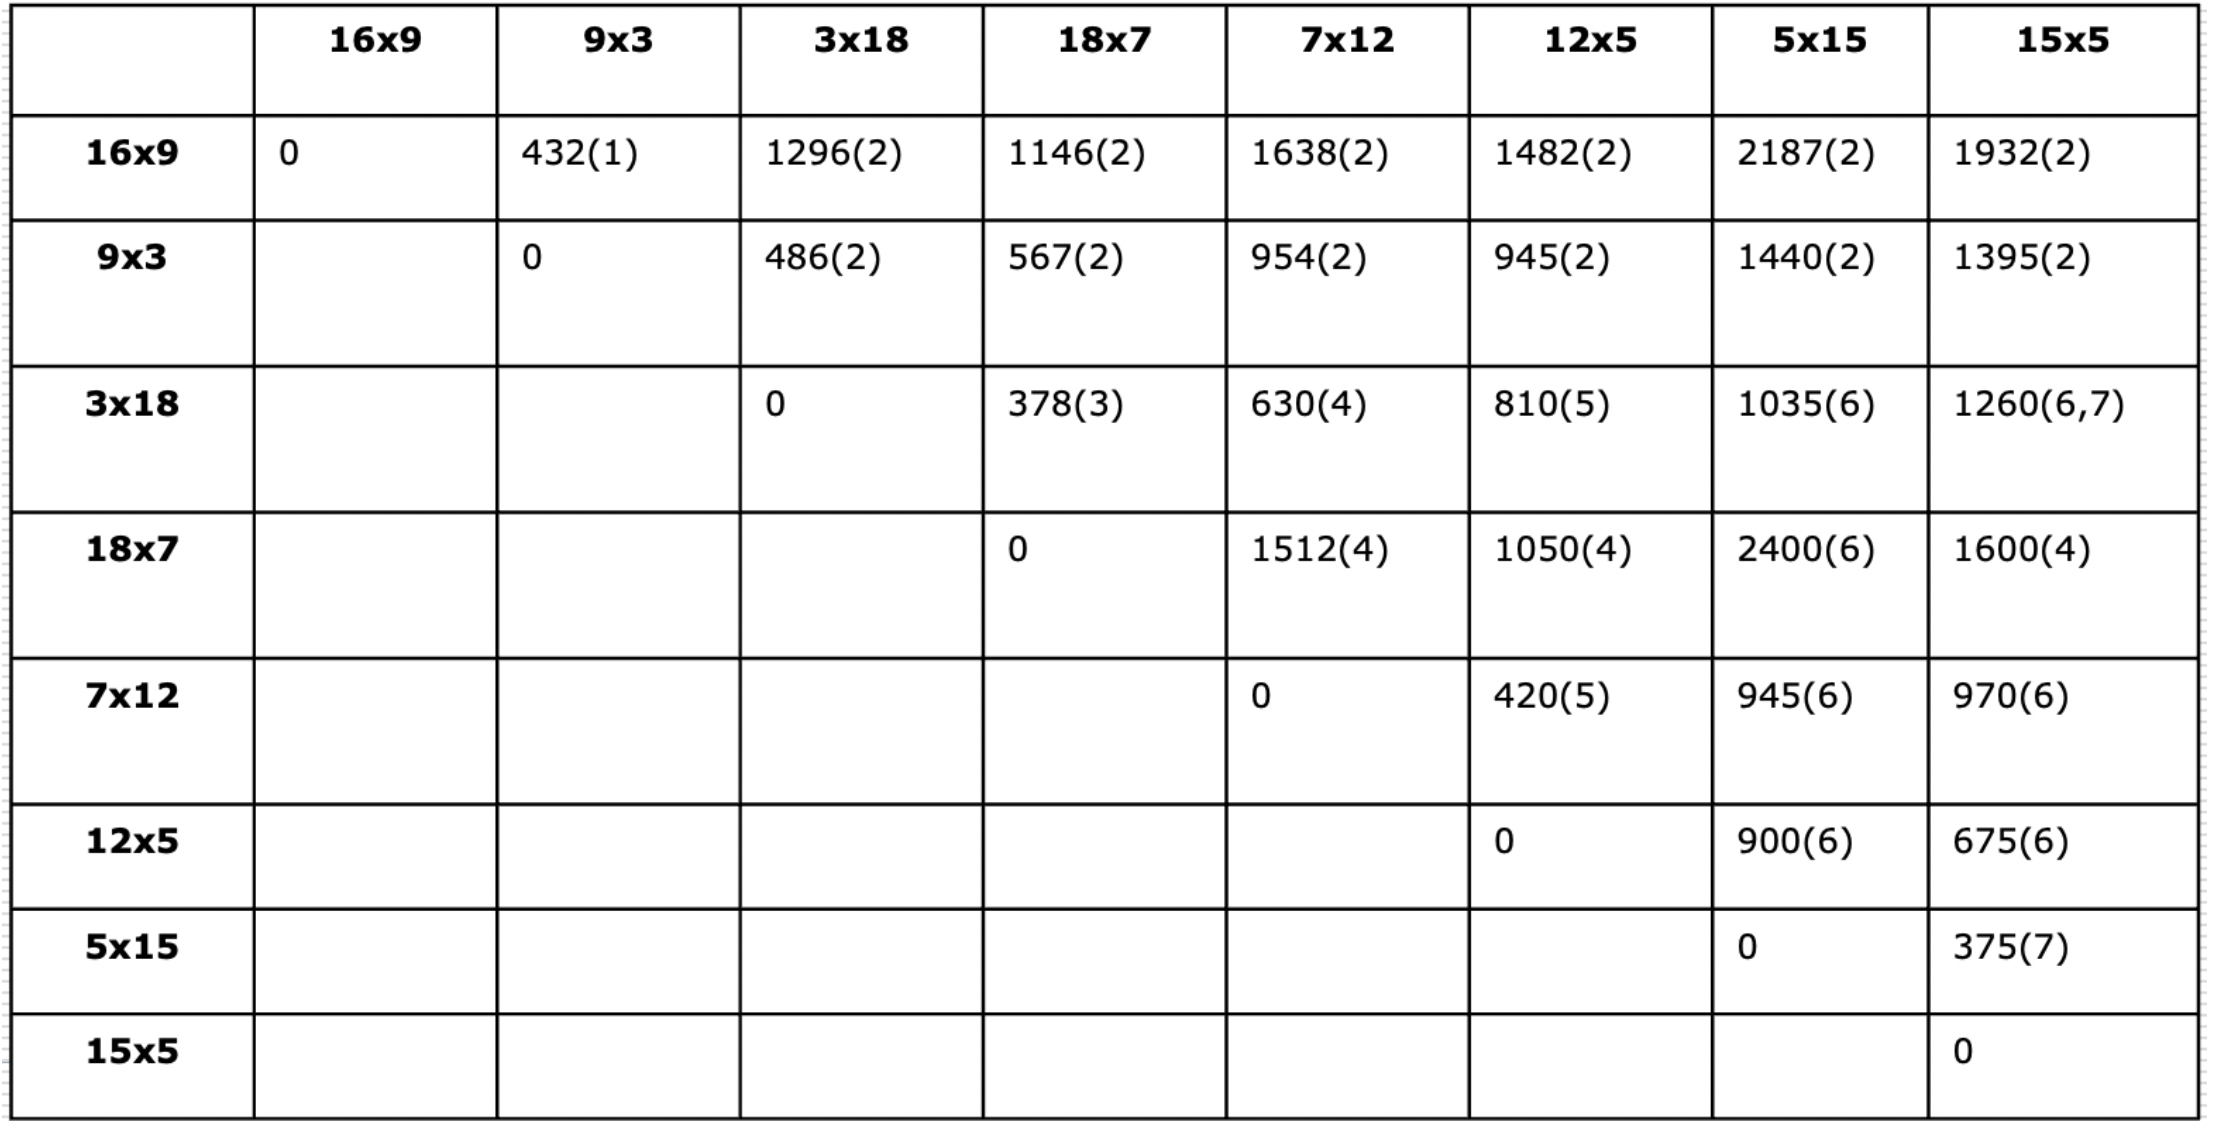 16x9 9x3 3x18 18x7 7x12 12x5 5x15 15x5
16x9 0 432(1) 1296(2) 1146(2) 1638(2) 1482(2) 2187(2) 1932(2)
9x3 0 486(2) 567(2) 954(2) 945(2) 1440(2) 1395(2)
3x18 0 378(3) 630(4) 810(5) 1035(6) 1260(6,7)
18x7 0 1512(4) 1050(4) 2400(6) 1600(4)
7x12 0 420(5) 945(6) 970(6)
12x5 0 900(6) 675(6)
5x15 0 375(7)
15x5 0